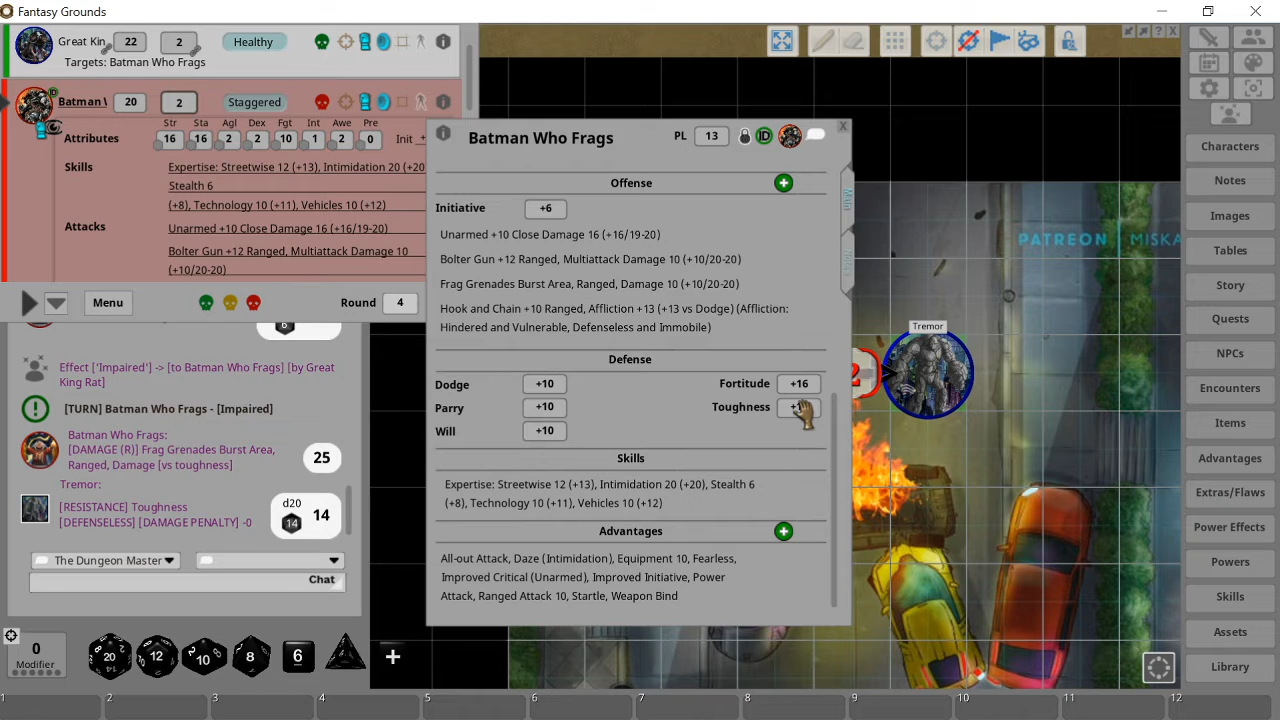 Fantasy Grounds
Great Kin 22 2 Healthy
Targets: Batman Who Frags
Batman \ 20 2 Staggered
Str Sta Agl Dex Fgt Int Awe Pre
Attributes 16 16 2 2 10 1 2 0 Init
Skills Expertise: Streetwise 12 (+13), Intimidation 20 (+20
Stealth 6
(+8), Technology 10 (+11), Vehicles 10 (+12)
Attacks Unarmed +10 Close Damage 16 (+16/19-20)
Bolter Gun +12 Ranged, Multiattack Damage 10
(+10/20-20)
Menu Round 4
6
Effect ['Impaired'] -> [to Batman Who Frags] [by Great
King Rat]
[TURN] Batman Who Frags - [Impaired]
Batman Who Frags:
[DAMAGE (R)] Frag Grenades Burst Area,
Ranged, Damage [vs toughness]
25
Tremor:
[RESISTANCE] Toughness
[DEFENSELESS] [DAMAGE PENALTY] -0
d20
14 14
The Dungeon Master
Chat
0
Modifier
20 12 10 8 6
Batman Who Frags PL 13 ID
Main
Notes
Offense
Initiative +6
Unarmed +10 Close Damage 16 (+16/19-20)
Bolter Gun +12 Ranged, Multiattack Damage 10 (+10/20-20)
Frag Grenades Burst Area, Ranged, Damage 10 (+10/20-20)
Hook and Chain +10 Ranged, Affliction +13 (+13 vs Dodge) (Affliction:
Hindered and Vulnerable, Defenseless and Immobile)
Defense
Dodge +10 Fortitude +16
Parry +10 Toughness
Will +10
Skills
Expertise: Streetwise 12 (+13), Intimidation 20 (+20), Stealth 6
(+8), Technology 10 (+11), Vehicles 10 (+12)
Advantages
All-out Attack, Daze (Intimidation), Equipment 10, Fearless,
Improved Critical (Unarmed), Improved Initiative, Power
Attack, Ranged Attack 10, Startle, Weapon Bind
PATREON | MISKA
Tremor
2
Characters
Notes
Images
Tables
Story
Quests
NPCs
Encounters
Items
Advantages
Extras/Flaws
Power Effects
Powers
Skills
Assets
Library
1 2 3 4 5 6 7 8 9 10 11 12